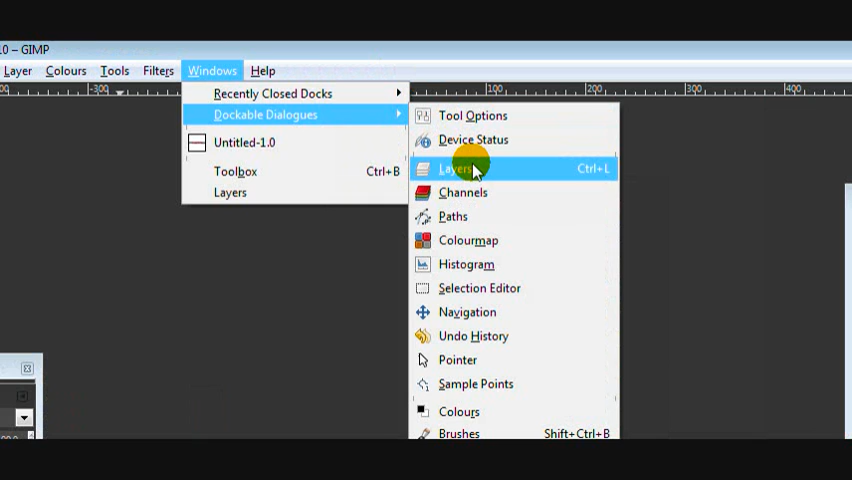 10 – GIMP
Layer Colours Tools Filters Windows Help
-300 100 200 300 400
Recently Closed Docks
Dockable Dialogues
Untitled-1.0
Toolbox Ctrl+B
Layers
Tool Options
Device Status
Layers Ctrl+L
Channels
Paths
Colourmap
Histogram
Selection Editor
Navigation
Undo History
Pointer
Sample Points
Colours
Brushes Shift+Ctrl+B